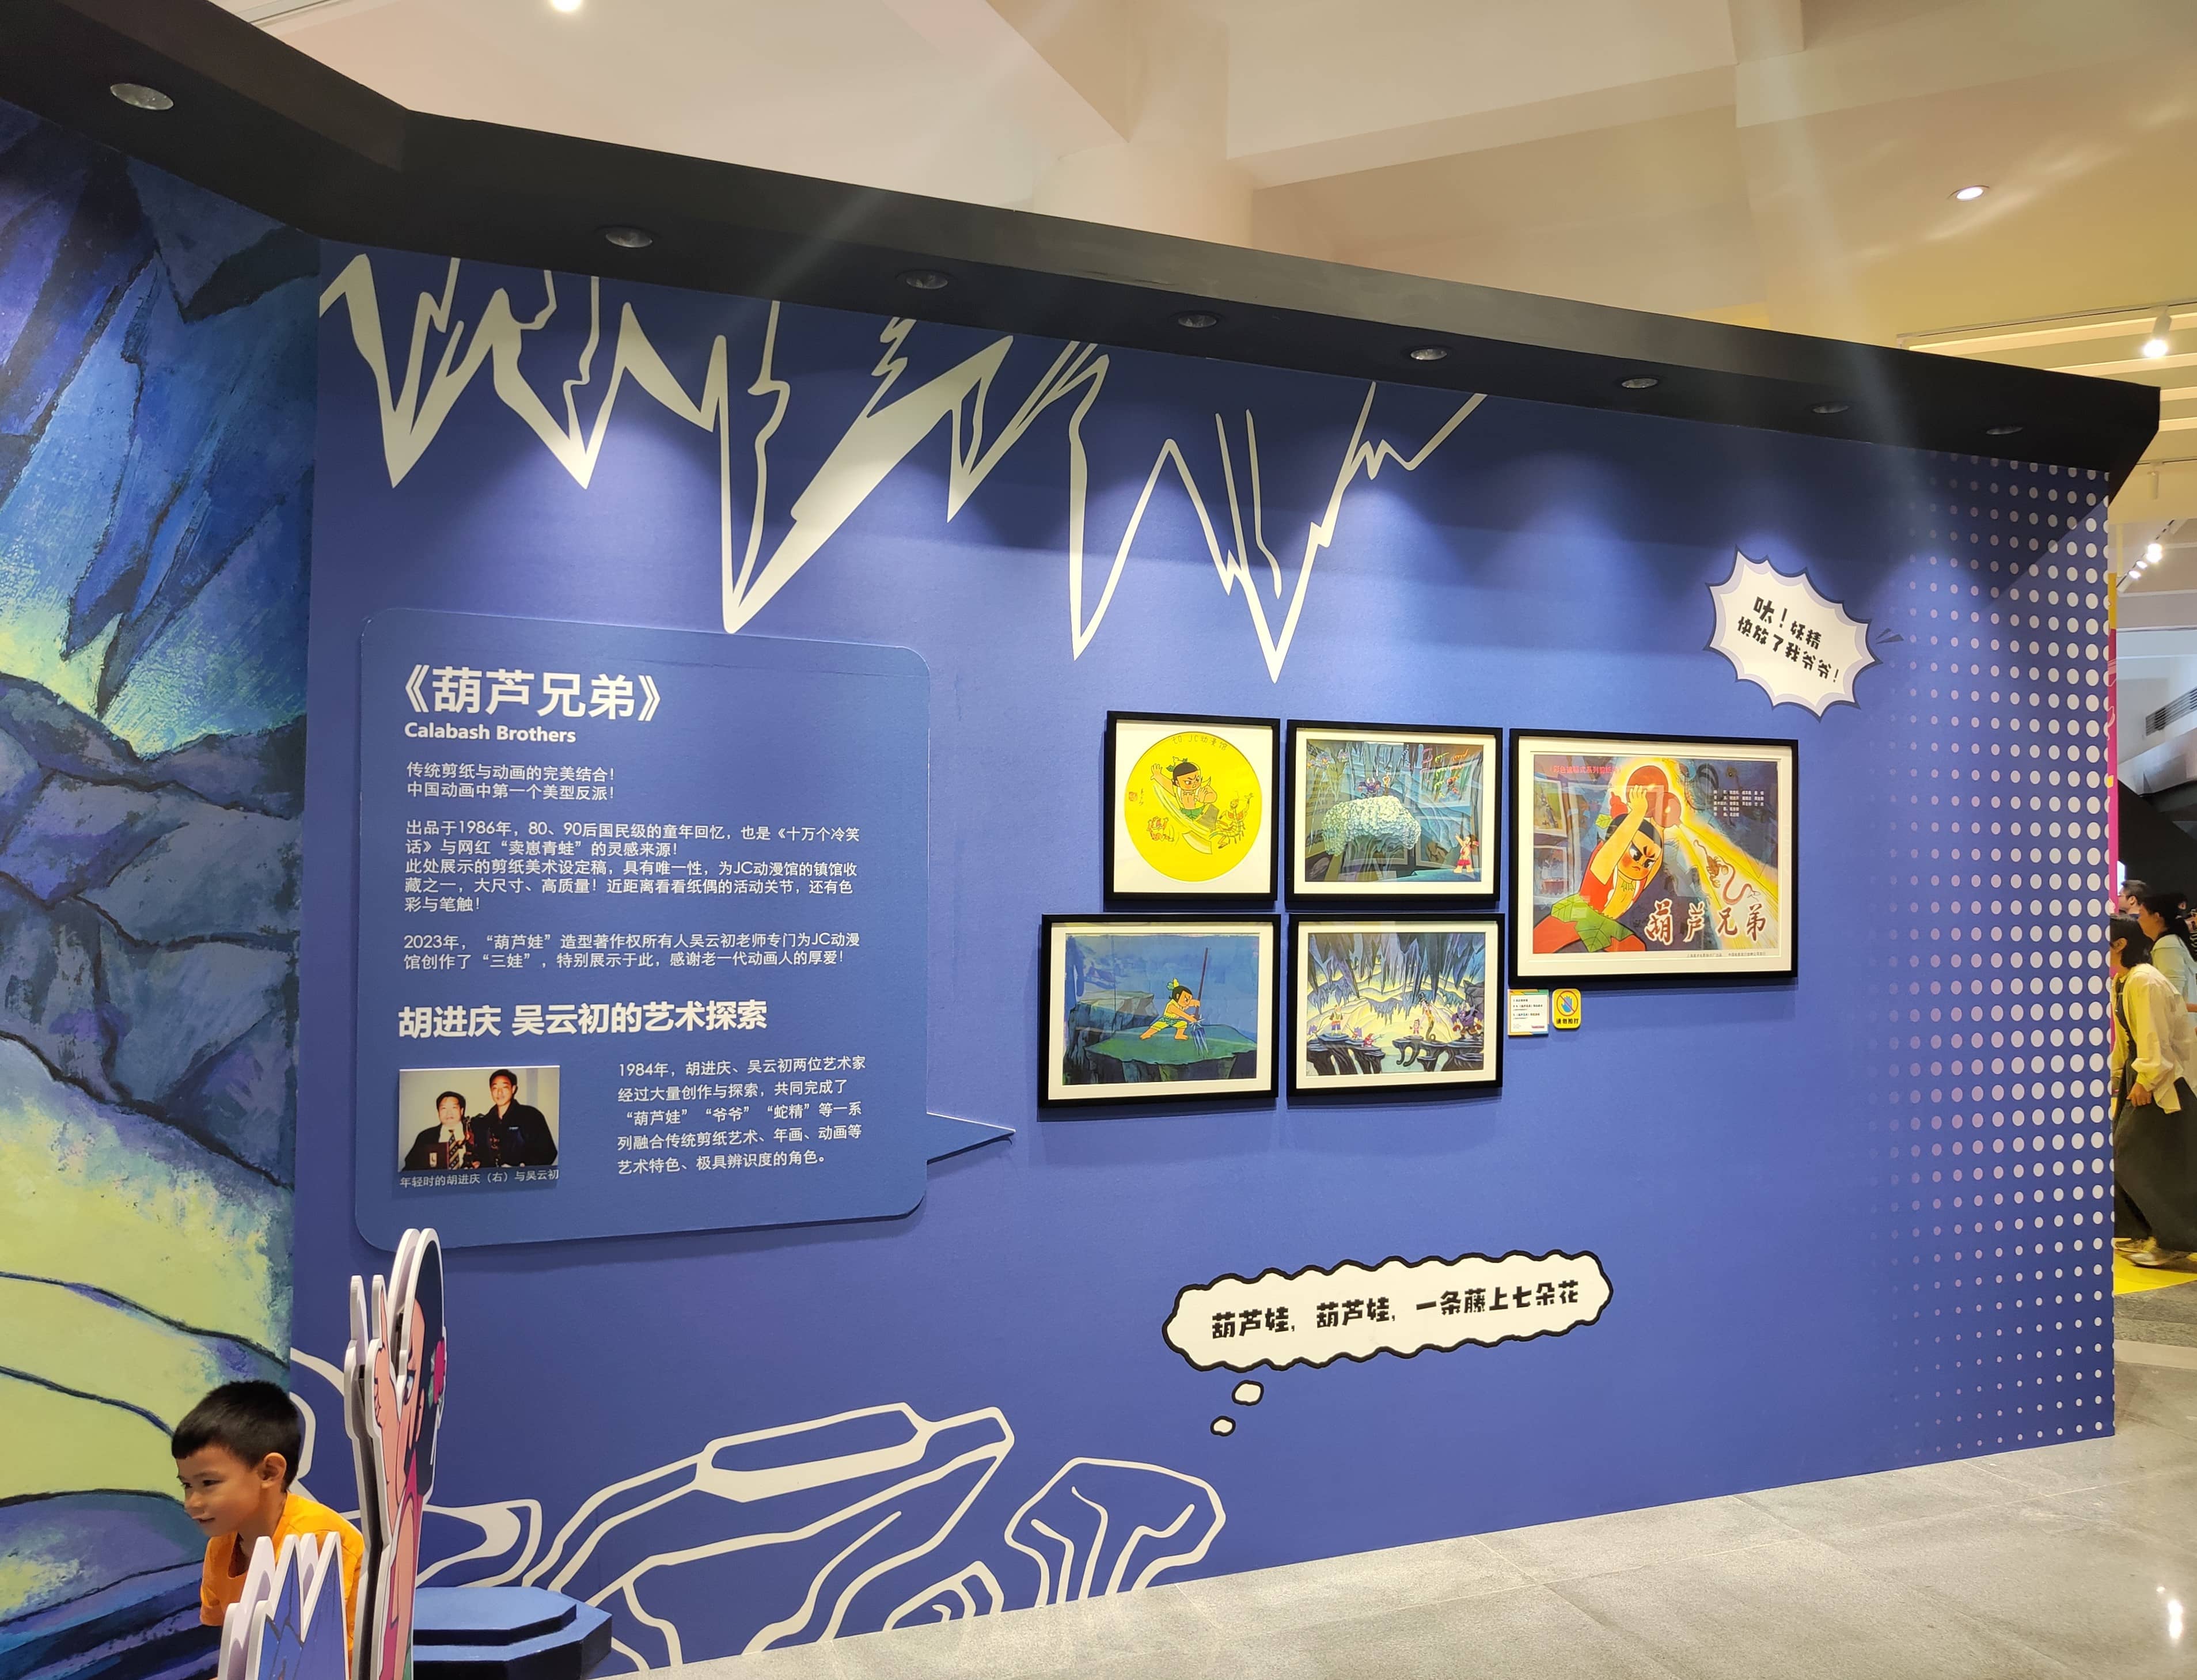 《葫芦兄弟》
Calabash Brothers
传统剪纸与动画的完美结合！
中国动画中第一个美型反派！
出品于1986年，80、90后国民级的童年回忆，也是《十万个冷笑
话》与网红“卖崽青蛙”的灵感来源！
此处展示的剪纸美术设定稿，具有唯一性，为JC动漫馆的镇馆收
藏之一，大尺寸、高质量！近距离看看纸偶的活动关节，还有色
彩与笔触！
2023年，“葫芦娃”造型著作权所有人吴云初老师专门为JC动漫
馆创作了“三娃”，特别展示于此，感谢老一代动画人的厚爱！
胡进庆 吴云初的艺术探索
1984年，胡进庆、吴云初两位艺术家
经过大量创作与探索，共同完成了
“葫芦娃”“爷爷”“蛇精”等一系
列融合传统剪纸艺术、年画、动画等
艺术特色、极具辨识度的角色。
年轻时的胡进庆（右）与吴云初
呔！妖精
快放了我爷爷！
JC动漫馆
葫芦兄弟
请勿拍打
葫芦娃，葫芦娃，一条藤上七朵花